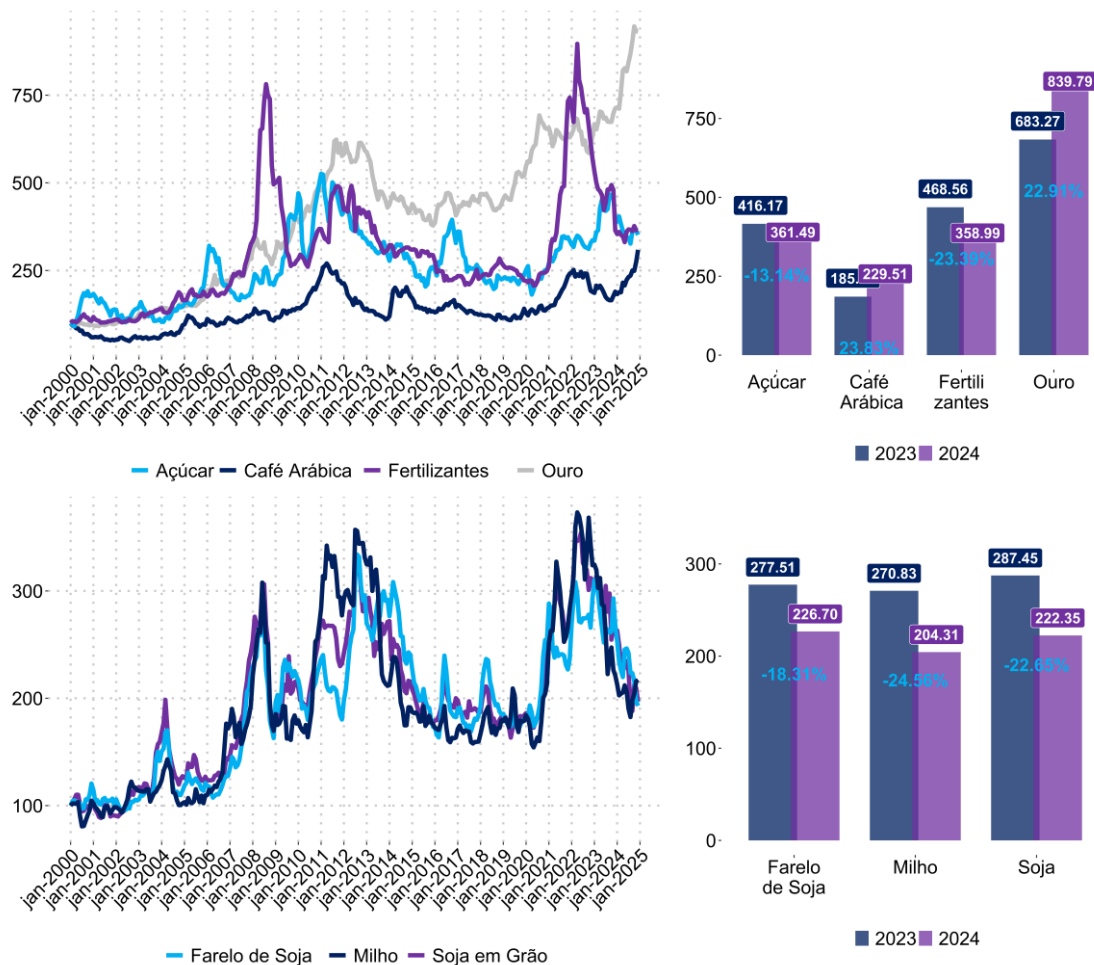 750
500
250
jan-2000
jan-2001
jan-2002
jan-2003
jan-2004
jan-2005
jan-2006
jan-2007
jan-2008
jan-2009
jan-2010
jan-2011
jan-2012
jan-2013
jan-2014
jan-2015
jan-2016
jan-2017
jan-2018
jan-2019
jan-2020
jan-2021
jan-2022
jan-2023
jan-2024
jan-2025
Açúcar Café Arábica Fertilizantes Ouro
750
500
250
0
416.17
361.49
-13.14%
229.51
23.83%
468.56
358.99
-23.39%
683.27
839.79
22.91%
Açúcar
Café
Arábica
Fertili
zantes
Ouro
2023 2024
300
200
100
jan-2000
jan-2001
jan-2002
jan-2003
jan-2004
jan-2005
jan-2006
jan-2007
jan-2008
jan-2009
jan-2010
jan-2011
jan-2012
jan-2013
jan-2014
jan-2015
jan-2016
jan-2017
jan-2018
jan-2019
jan-2020
jan-2021
jan-2022
jan-2023
jan-2024
jan-2025
Farelo de Soja Milho Soja em Grão
300
200
100
0
277.51
226.70
-18.31%
270.83
204.31
-24.56%
287.45
222.35
-22.65%
Farelo
de Soja
Milho
Soja
2023 2024